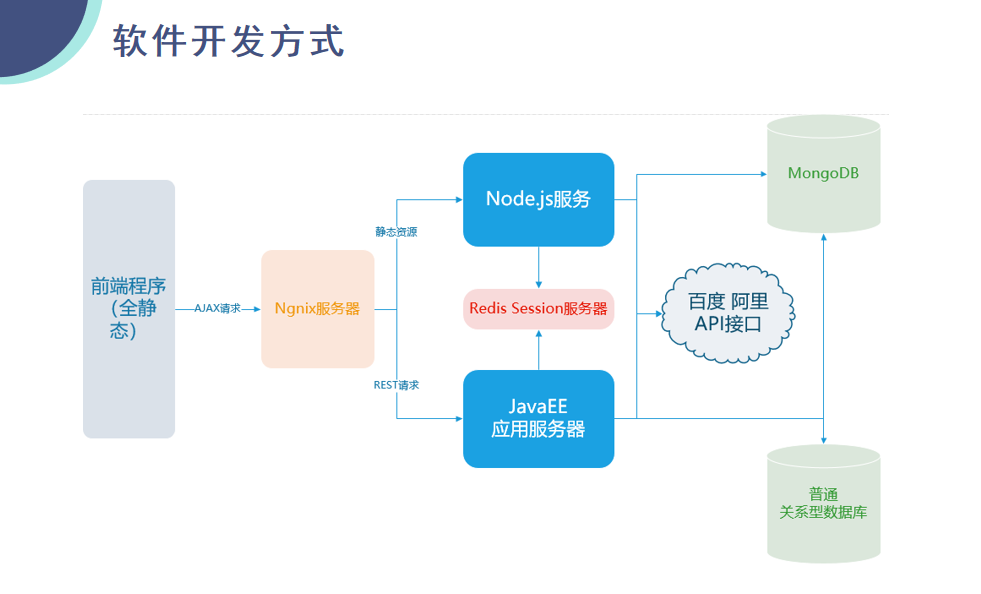 软件开发方式
前端程序
（全静
态）
AJAX请求
Ngnix服务器
静态资源
REST请求
Node.js服务
Redis Session服务器
JavaEE
应用服务器
百度 阿里
API接口
MongoDB
普通
关系型数据库